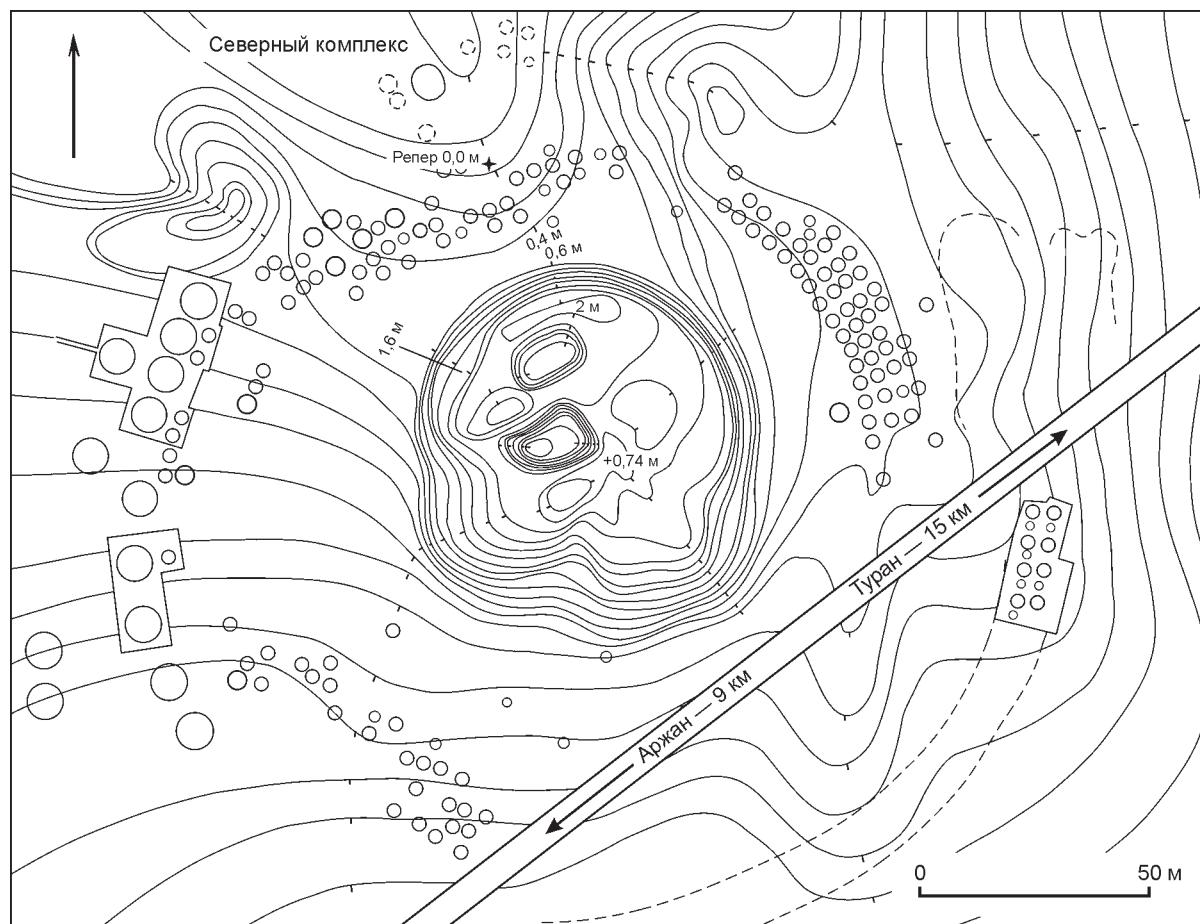 Северный комплекс
Репер 0,0 м
0,4 м
0,6 м
2 м
1,6 м
+0,74 м
Туран — 15 км
Аржан — 9 км
0 50 м